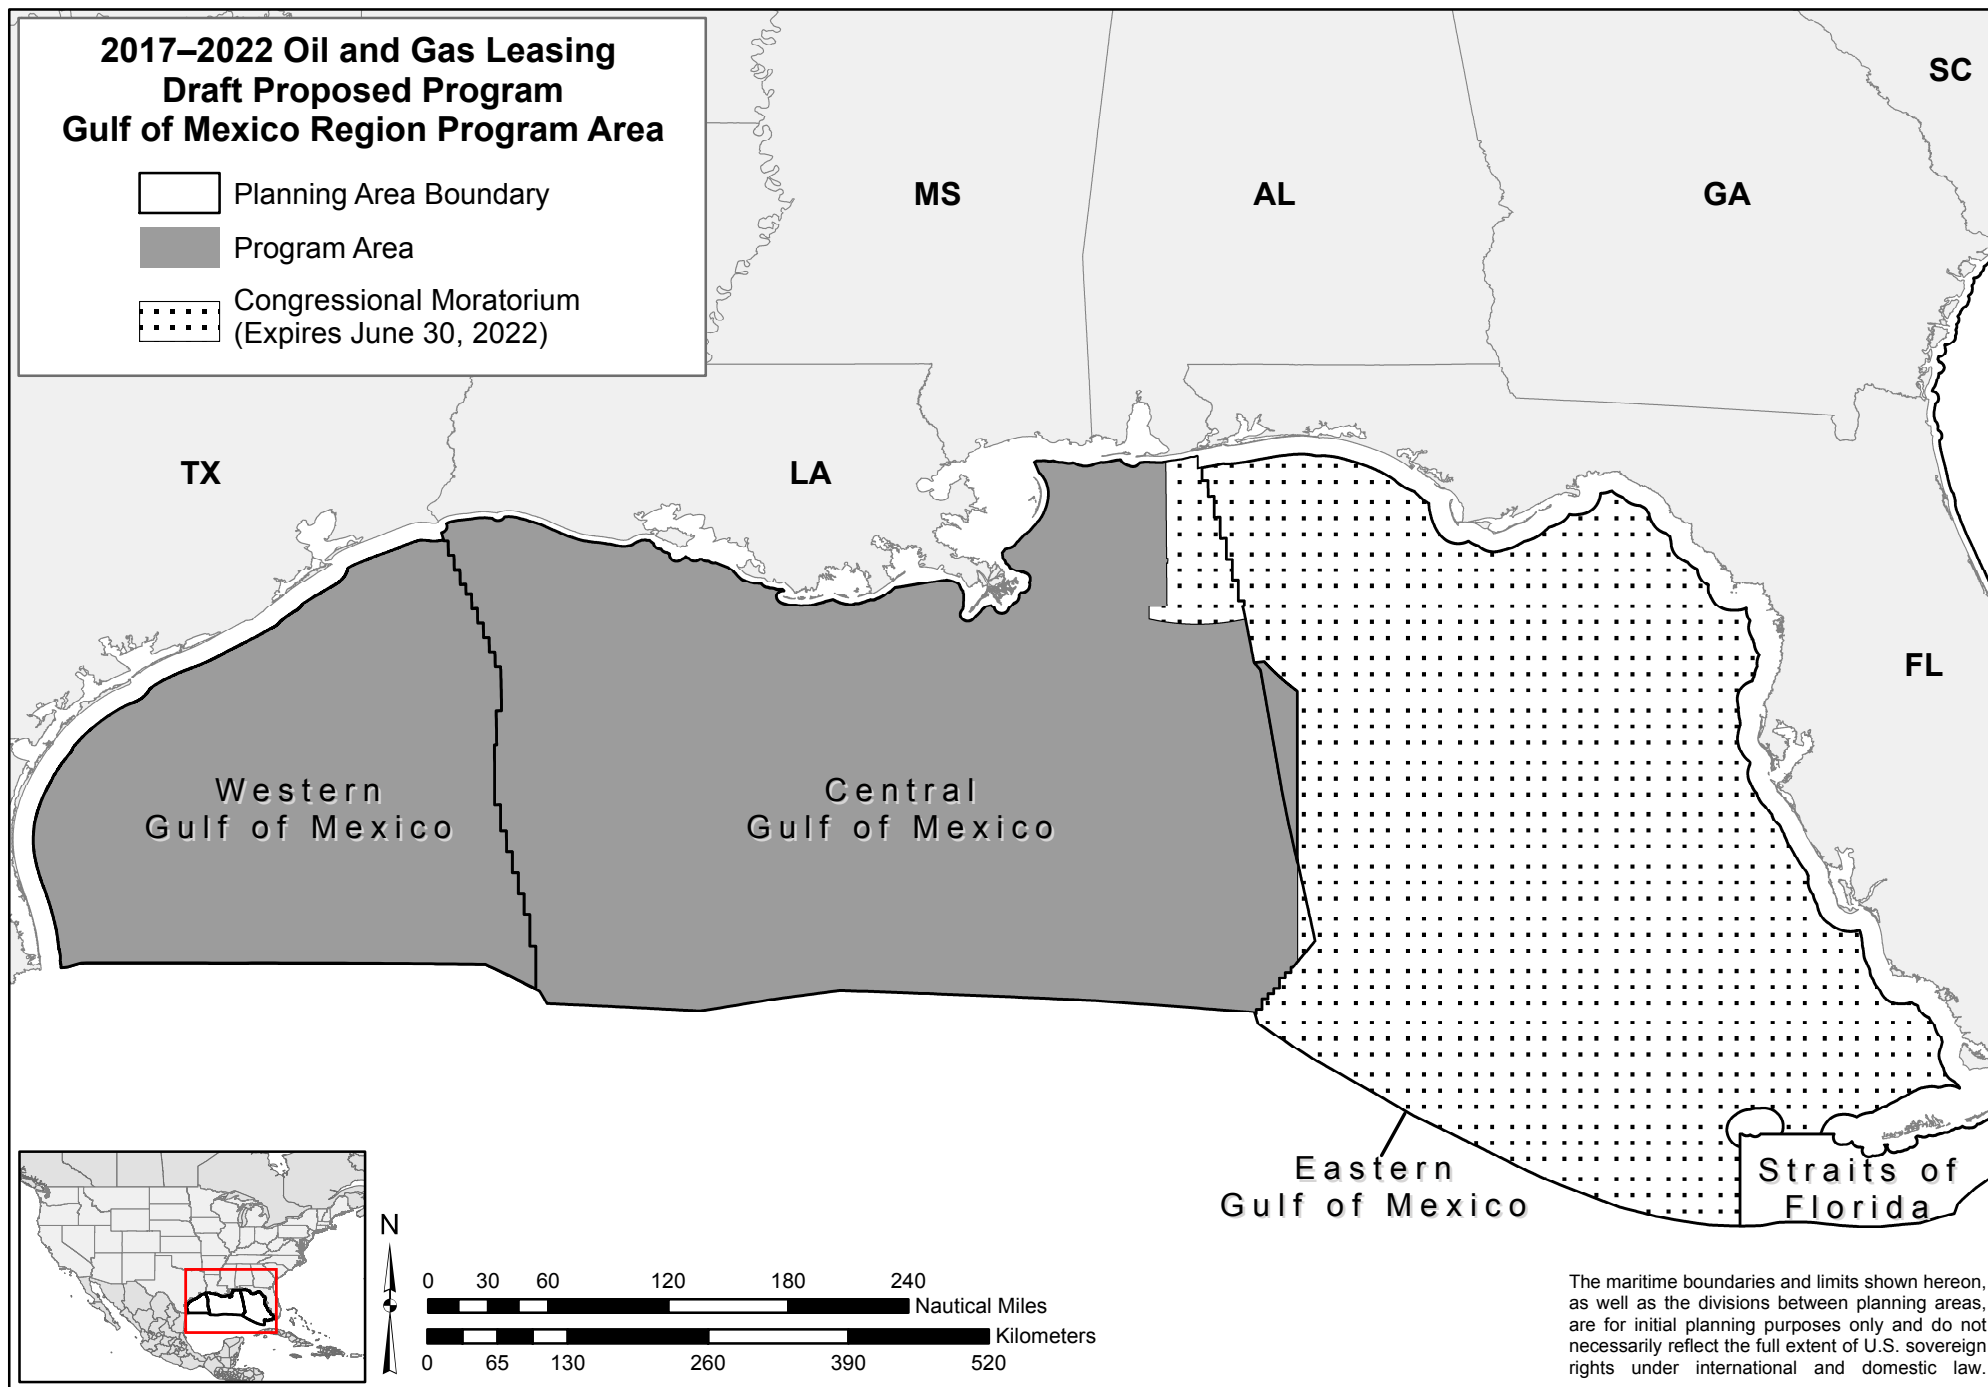 2017–2022 Oil and Gas Leasing
Draft Proposed Program
Gulf of Mexico Region Program Area
Planning Area Boundary
Program Area
Congressional Moratorium
(Expires June 30, 2022)
SC
MS
AL
GA
TX
LA
FL
Western
Gulf of Mexico
Central
Gulf of Mexico
Eastern
Gulf of Mexico
Straits of
Florida
N
0 30 60 120 180 240
Nautical Miles
Kilometers
0 65 130 260 390 520
The maritime boundaries and limits shown hereon,
as well as the divisions between planning areas,
are for initial planning purposes only and do not
necessarily reflect the full extent of U.S. sovereign
rights under international and domestic law.